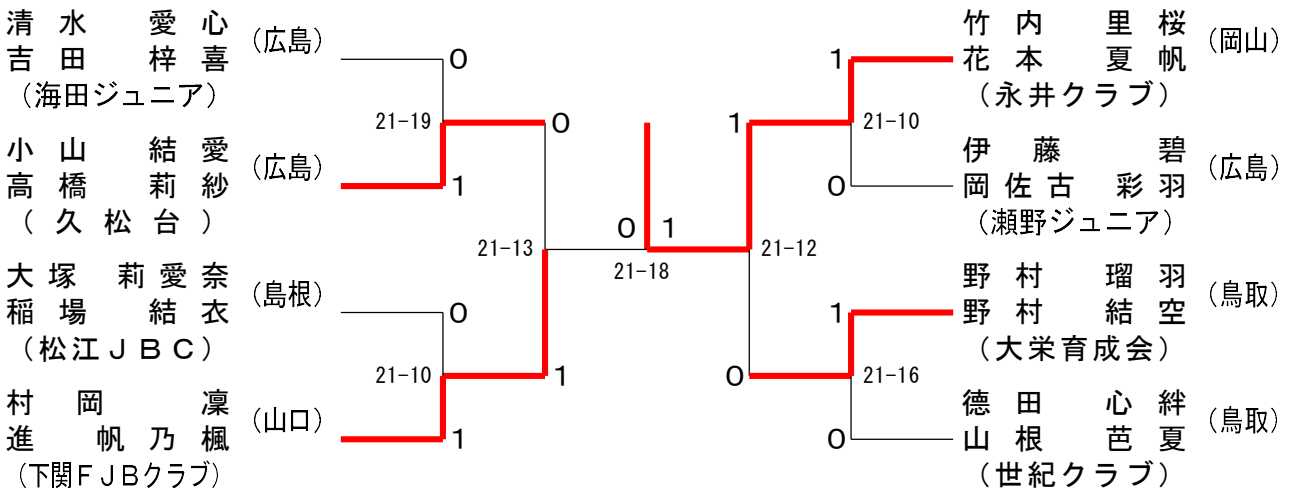 清水 愛心
吉田 梓喜
(広島)
(海田ジュニア)
0
21-19
0
小山 結愛
高橋 莉紗
(広島)
(久松台)
1
21-13
大塚 莉愛奈
稲場 結衣
(島根)
(松江JBC)
0
21-10
1
村岡 凜
進 帆乃楓
(山口)
(下関FJBクラブ)
1
0 1
21-18
竹内 里桜
花本 夏帆
(岡山)
(永井クラブ)
1
1
21-10
伊藤 碧
岡佐古 彩羽
(広島)
(瀬野ジュニア)
0
21-12
野村 瑠羽
野村 結空
(鳥取)
(大栄育成会)
1
0
21-16
德田 心絆
山根 芭夏
(鳥取)
(世紀クラブ)
0